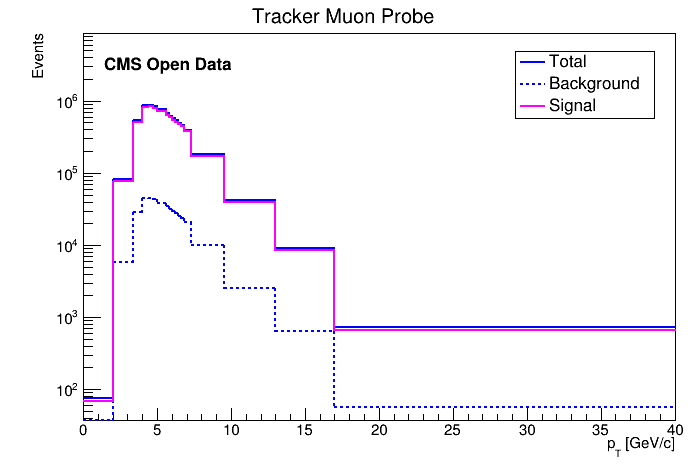 Tracker Muon Probe
Events
CMS Open Data
Total
Background
Signal
10^6
10^5
10^4
10^3
10^2
0 5 10 15 20 25 30 35 40
p_T [GeV/c]